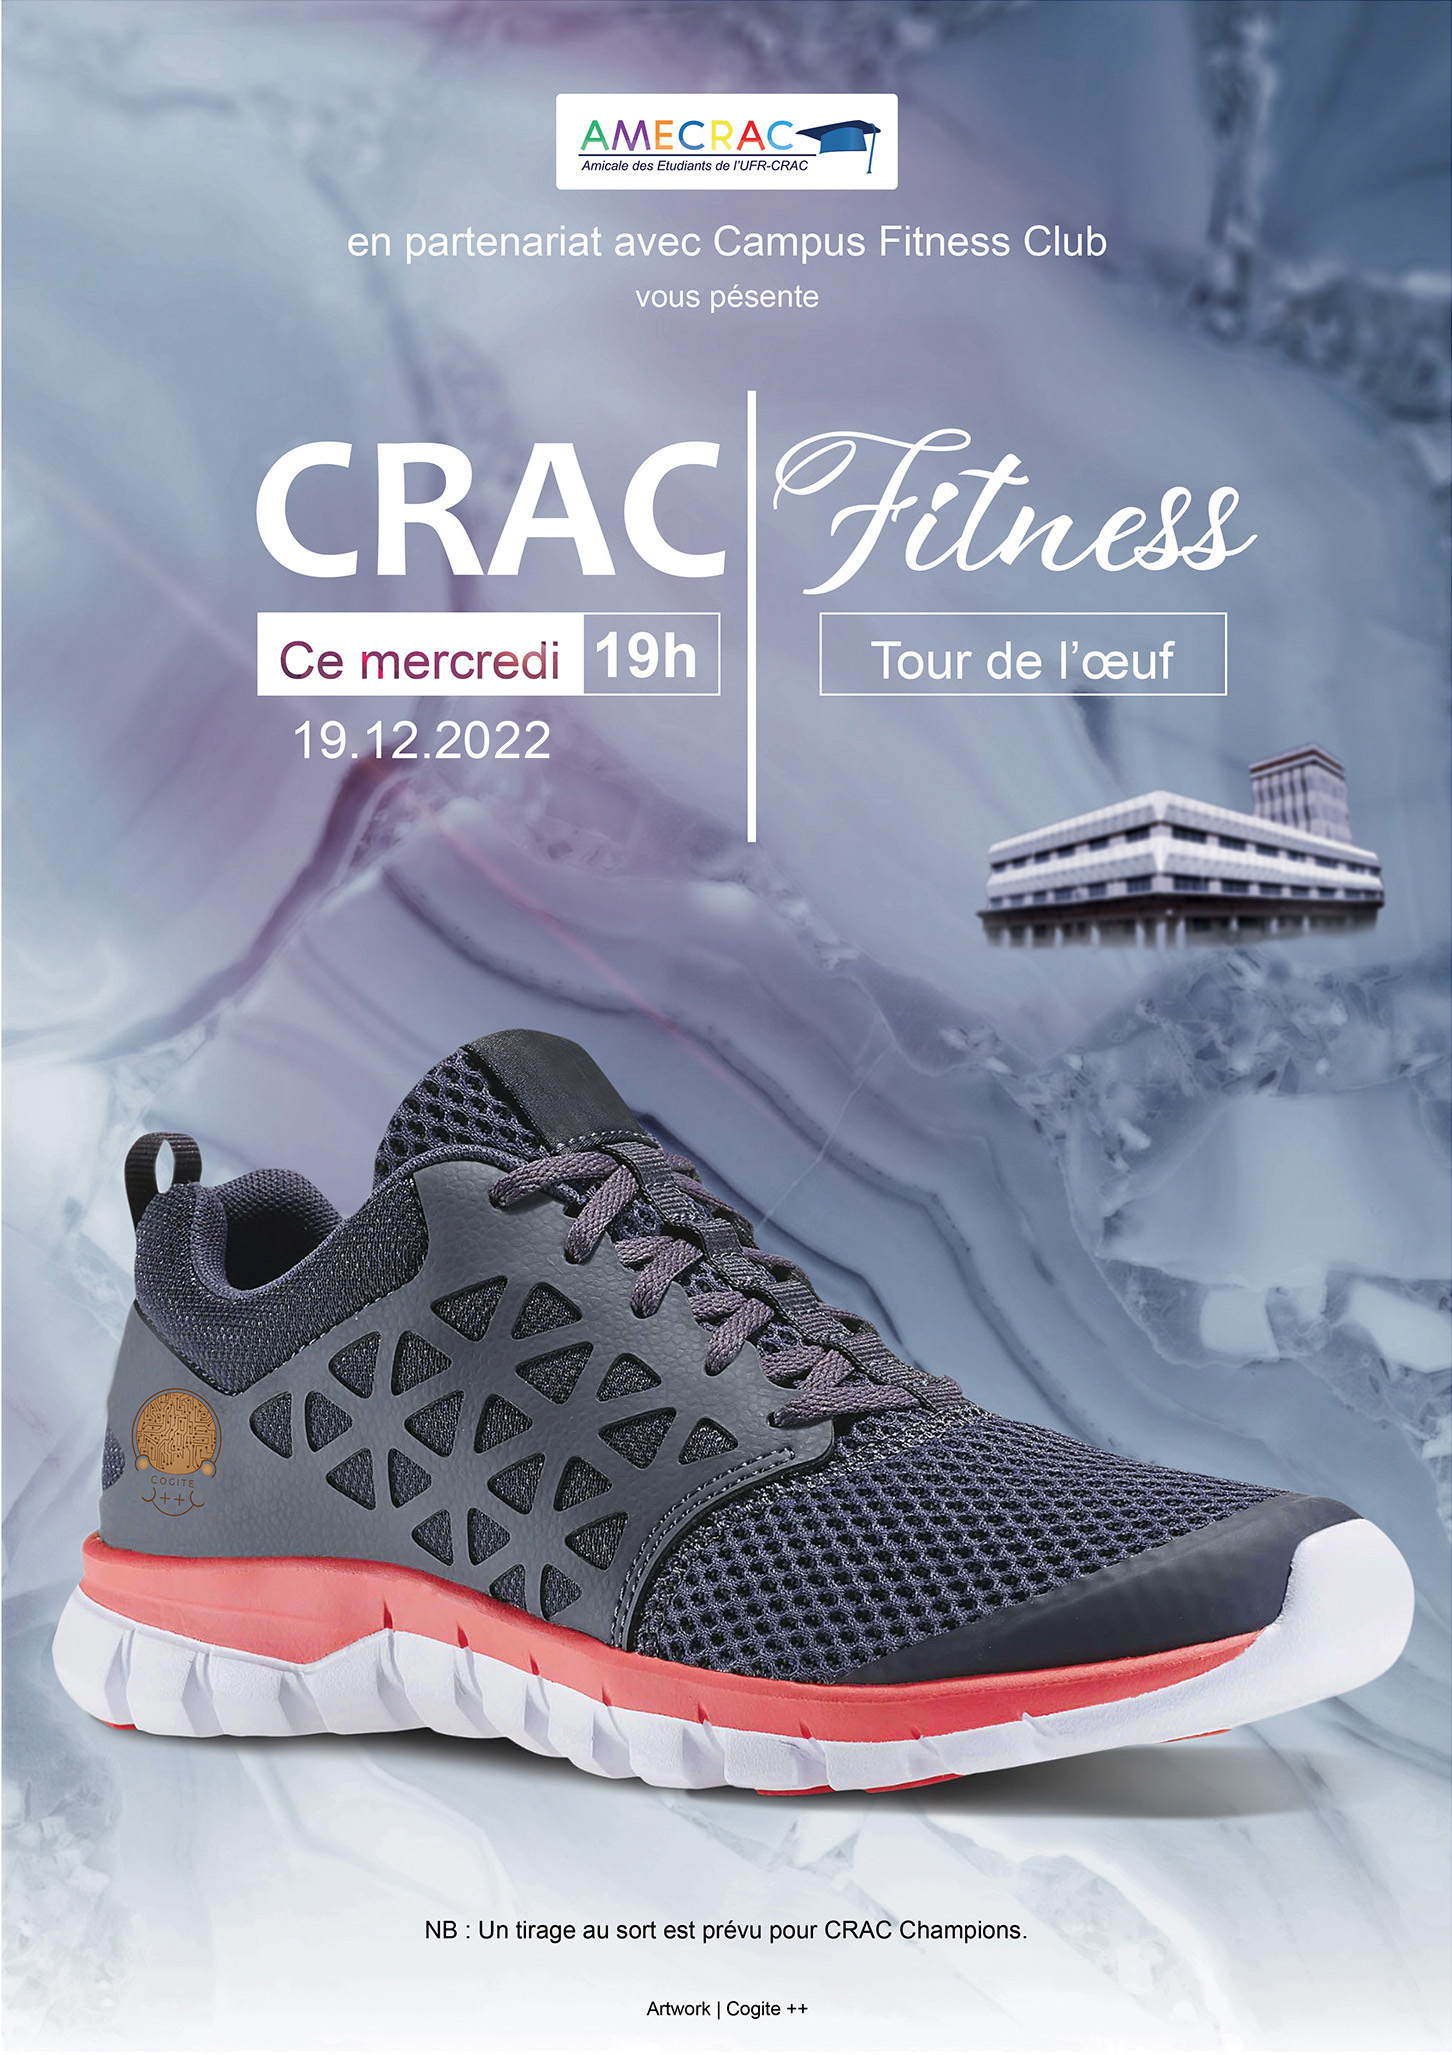 AMECRAC
Amicale des Etudiants de l'UFR-CRAC
en partenariat avec Campus Fitness Club
vous pésente
CRAC Fitness
Ce mercredi 19h
19.12.2022
Tour de l'œuf
COGITE
++
NB : Un tirage au sort est prévu pour CRAC Champions.
Artwork | Cogite ++